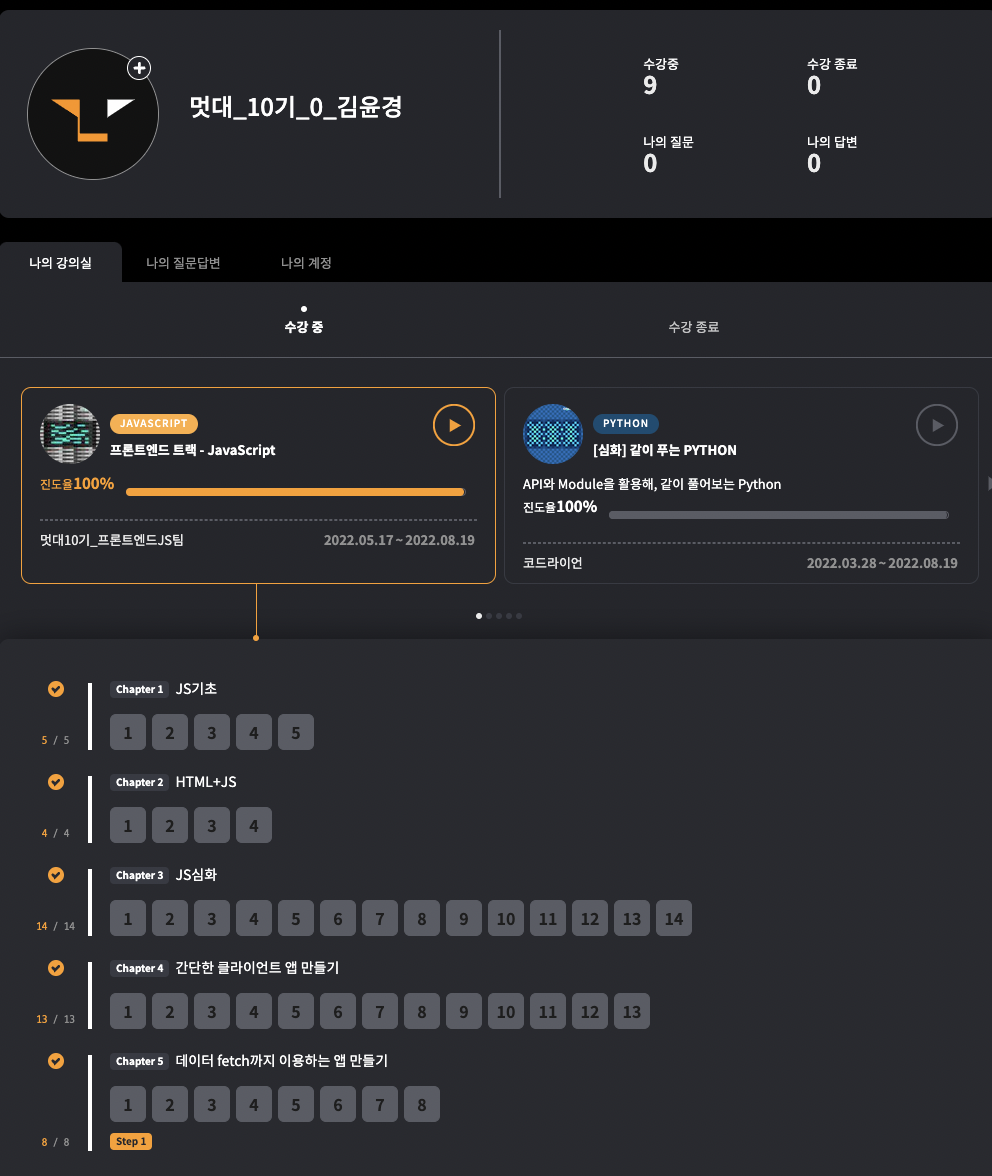 멋대_10기_0_김윤경
수강중
9
수강 종료
0
나의 질문
0
나의 답변
0
나의 강의실
나의 질문답변
나의 계정
수강 중
수강 종료
JAVASCRIPT
프론트엔드 트랙 - JavaScript
진도율100%
멋대10기_프론트엔드JS팀
2022.05.17 ~ 2022.08.19
PYTHON
[심화] 같이 푸는 PYTHON
API와 Module을 활용해, 같이 풀어보는 Python
진도율100%
코드라이언
2022.03.28 ~ 2022.08.19
Chapter 1 JS기초
1 2 3 4 5
5 / 5
Chapter 2 HTML+JS
1 2 3 4
4 / 4
Chapter 3 JS심화
1 2 3 4 5 6 7 8 9 10 11 12 13 14
14 / 14
Chapter 4 간단한 클라이언트 앱 만들기
1 2 3 4 5 6 7 8 9 10 11 12 13
13 / 13
Chapter 5 데이터 fetch까지 이용하는 앱 만들기
1 2 3 4 5 6 7 8
8 / 8 Step 1